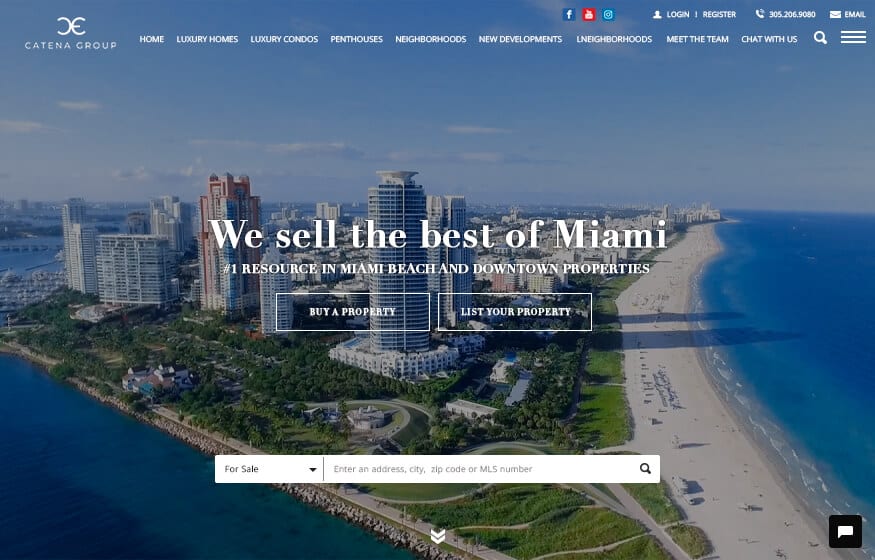 LOGIN | REGISTER
305.206.9080
EMAIL
CATENA GROUP
HOME LUXURY HOMES LUXURY CONDOS PENTHOUSES NEIGHBORHOODS NEW DEVELOPMENTS LNEIGHBORHOODS MEET THE TEAM CHAT WITH US
We sell the best of Miami
#1 RESOURCE IN MIAMI BEACH AND DOWNTOWN PROPERTIES
BUY A PROPERTY LIST YOUR PROPERTY
For Sale Enter an address, city, zip code or MLS number